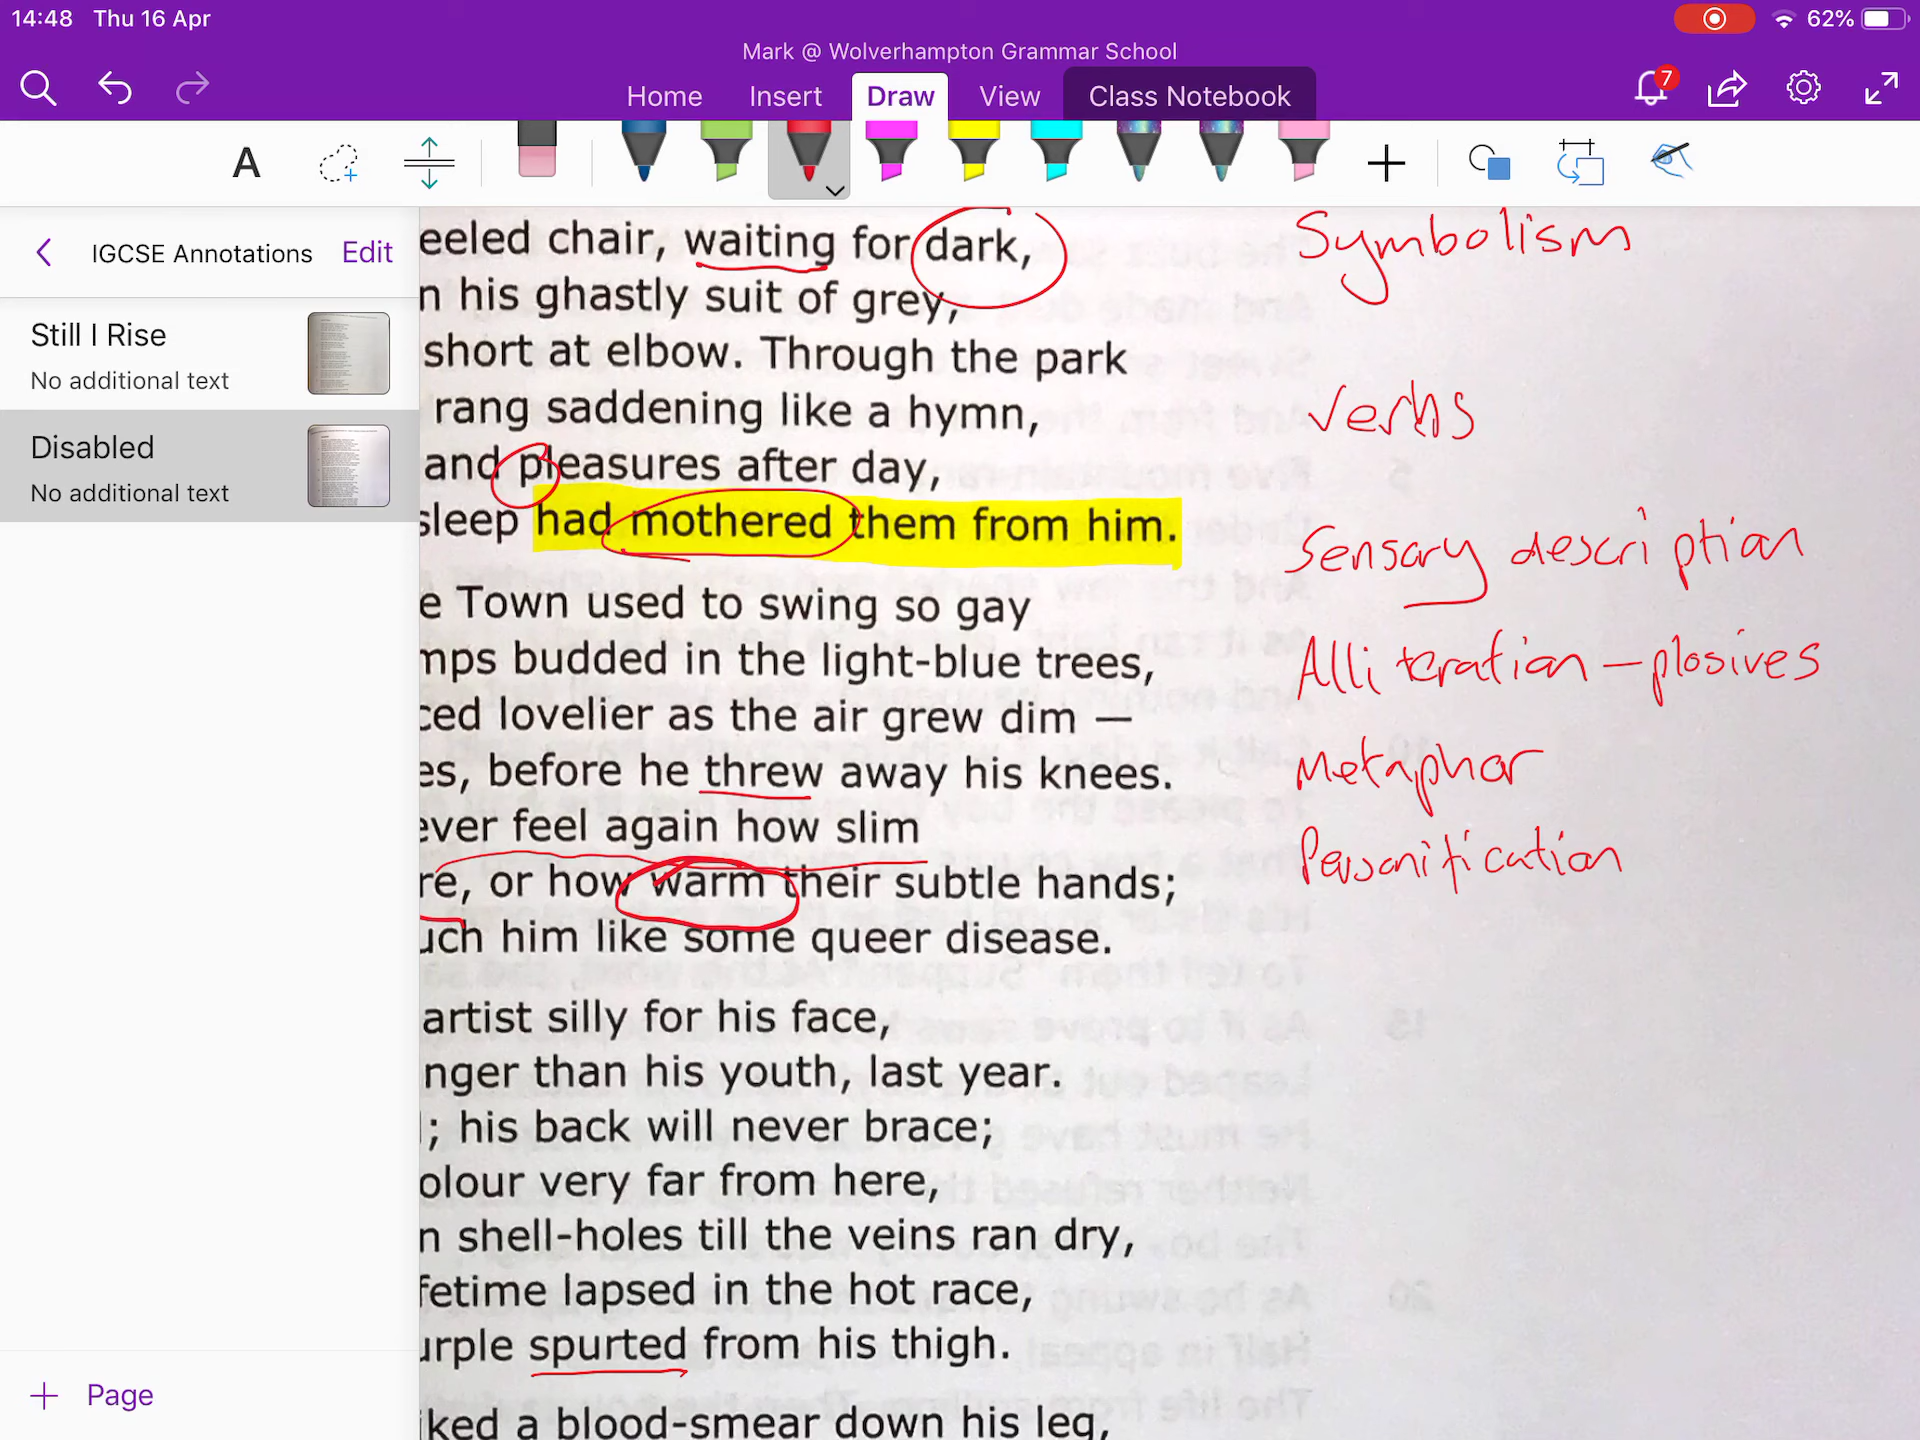 14:48 Thu 16 Apr
62%
Mark @ Wolverhampton Grammar School
Home Insert Draw View Class Notebook
7
A
IGCSE Annotations Edit
Still I Rise
No additional text
Disabled
No additional text
Page
eeled chair, waiting for dark,
n his ghastly suit of grey,
short at elbow. Through the park
rang saddening like a hymn,
and pleasures after day,
sleep had mothered them from him.
e Town used to swing so gay
mps budded in the light-blue trees,
ced lovelier as the air grew dim —
es, before he threw away his knees.
ever feel again how slim
re, or how warm their subtle hands;
uch him like some queer disease.
artist silly for his face,
nger than his youth, last year.
; his back will never brace;
olour very far from here,
n shell-holes till the veins ran dry,
fetime lapsed in the hot race,
urple spurted from his thigh.
ked a blood-smear down his leg,
Symbolism
Verbs
Sensory description
Alliteration – plosives
Metaphor
Personification